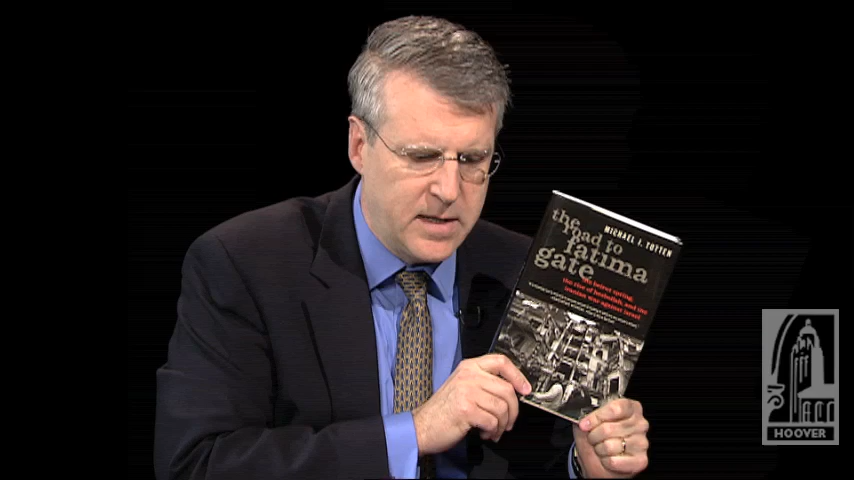 MICHAEL J. TOTTEN
the
road to
fatima
gate
the beirut spring,
the rise of hezbollah, and the
iranian war against israel
HOOVER